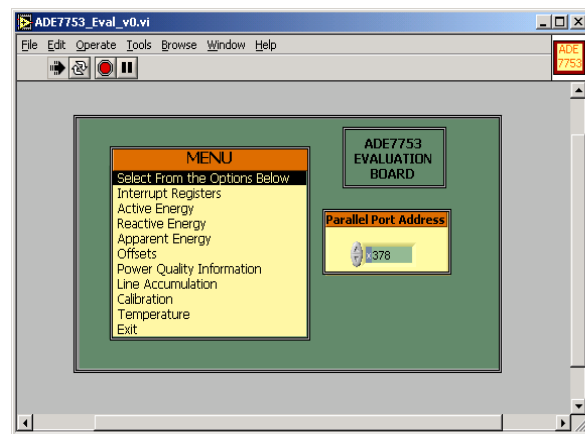 ADE7753_Eval_v0.vi
File Edit Operate Tools Browse Window Help
ADE
7753
MENU
Select From the Options Below
Interrupt Registers
Active Energy
Reactive Energy
Apparent Energy
Offsets
Power Quality Information
Line Accumulation
Calibration
Temperature
Exit
ADE7753
EVALUATION
BOARD
Parallel Port Address
x378